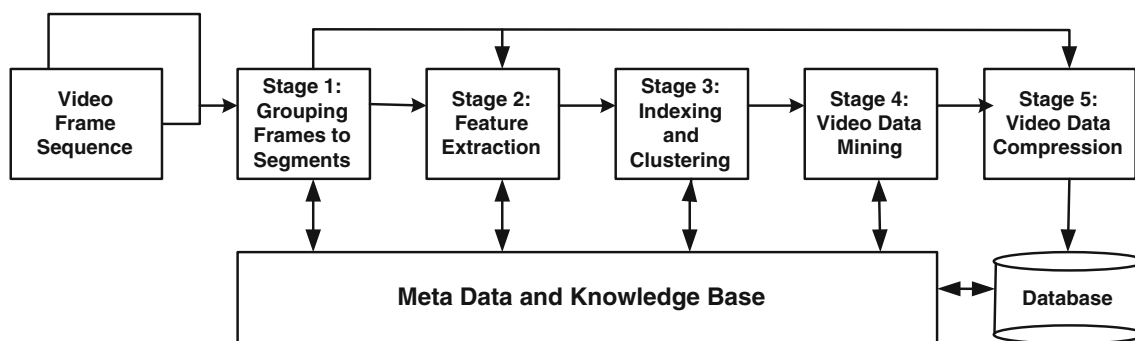 Video
Frame
Sequence
Stage 1:
Grouping
Frames to
Segments
Stage 2:
Feature
Extraction
Stage 3:
Indexing
and
Clustering
Stage 4:
Video Data
Mining
Stage 5:
Video Data
Compression
Meta Data and Knowledge Base
Database